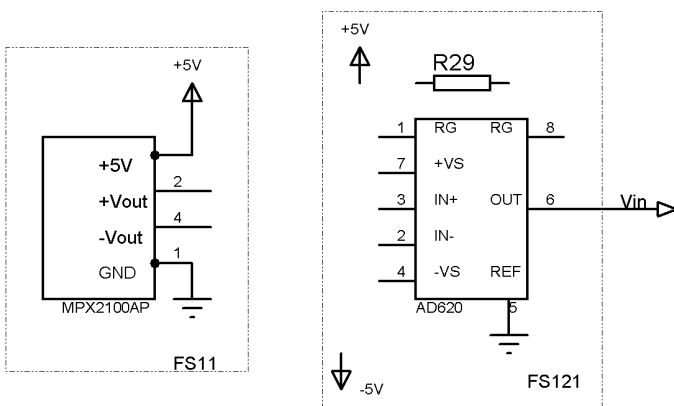 +5V
+5V
2
+Vout
4
-Vout
1
GND
MPX2100AP
FS11
+5V
R29
1 RG RG 8
7 +VS
3 IN+ OUT 6 Vin
2 IN-
4 -VS REF
AD620 5
-5V
FS121